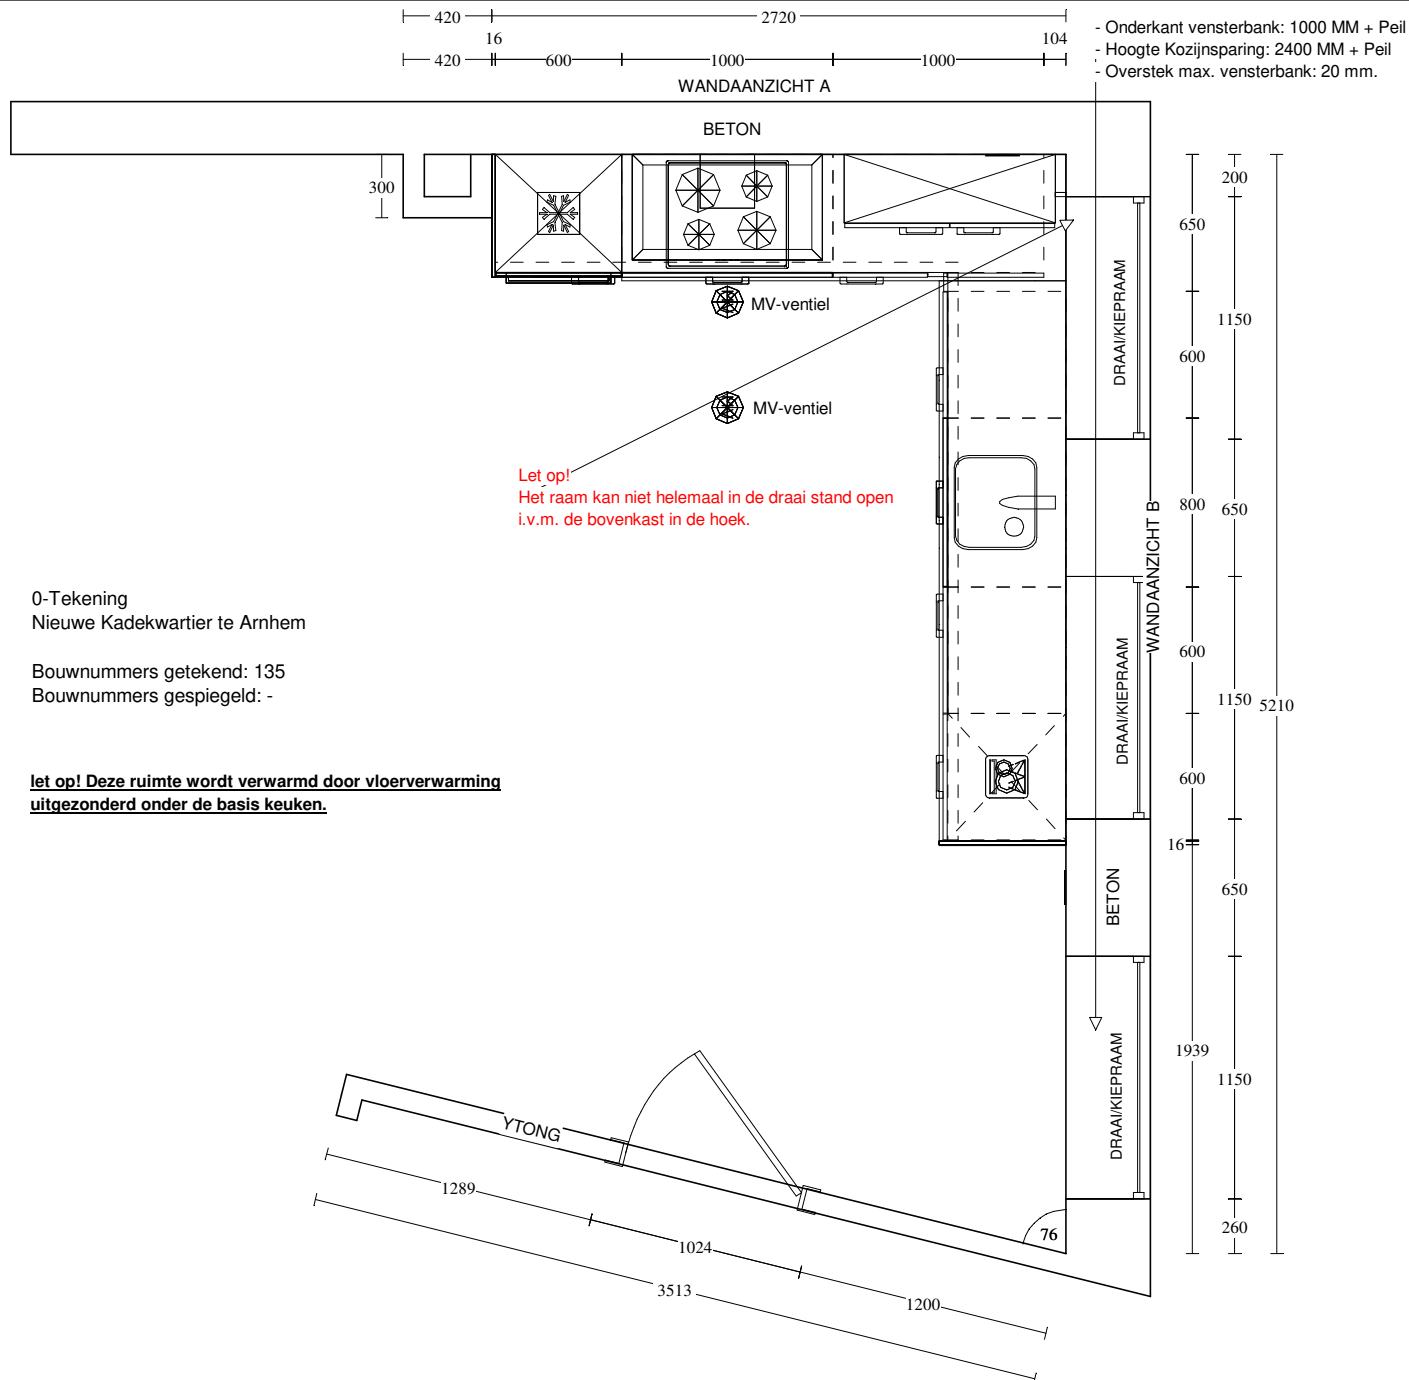 420
2720
16
104
420
600
1000
1000
- Onderkant vensterbank: 1000 MM + Peil
- Hoogte Kozijnsparing: 2400 MM + Peil
- Overstek max. vensterbank: 20 mm.
WANDAANZICHT A
BETON
300
200
650
DRAAI/KIEPRAAM
1150
MV-ventiel
600
MV-ventiel
Let op!
Het raam kan niet helemaal in de draai stand open
i.v.m. de bovenkast in de hoek.
800
650
WANDAANZICHT B
0-Tekening
Nieuwe Kadekwartier te Arnhem
Bouwnummers getekend: 135
Bouwnummers gespiegeld: -
600
DRAAI/KIEPRAAM
1150
5210
let op! Deze ruimte wordt verwarmd door vloerverwarming
uitgezonderd onder de basis keuken.
600
16
650
BETON
1939
1150
DRAAI/KIEPRAAM
YTONG
1289
1024
3513
1200
76
260